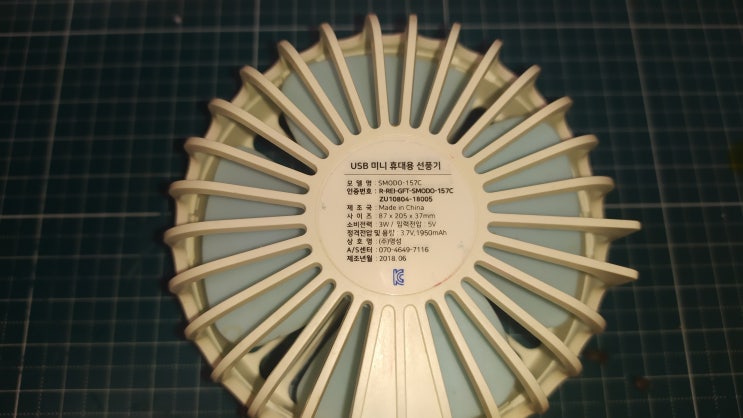 USB 미니 휴대용 선풍기
모 델 명 : SMODO-157C
인증번호 : R-REI-GFT-SMODO-157C
ZU10804-18005
제 조 국 : Made in China
사 이 즈 : 87 x 205 x 37mm
소비전력 : 3W / 입력전압 : 5V
정격전압 및 용량 : 3.7V,1950mAh
상 호 명 : (주)영성
A/S센터 : 070-4649-7116
제조년월 : 2018. 06